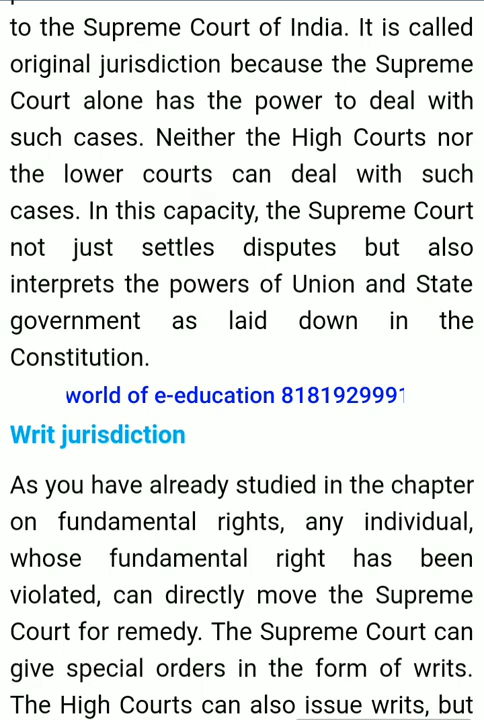 to the Supreme Court of India. It is called
original jurisdiction because the Supreme
Court alone has the power to deal with
such cases. Neither the High Courts nor
the lower courts can deal with such
cases. In this capacity, the Supreme Court
not just settles disputes but also
interprets the powers of Union and State
government as laid down in the
Constitution.
world of e-education 8181929991
Writ jurisdiction
As you have already studied in the chapter
on fundamental rights, any individual,
whose fundamental right has been
violated, can directly move the Supreme
Court for remedy. The Supreme Court can
give special orders in the form of writs.
The High Courts can also issue writs, but